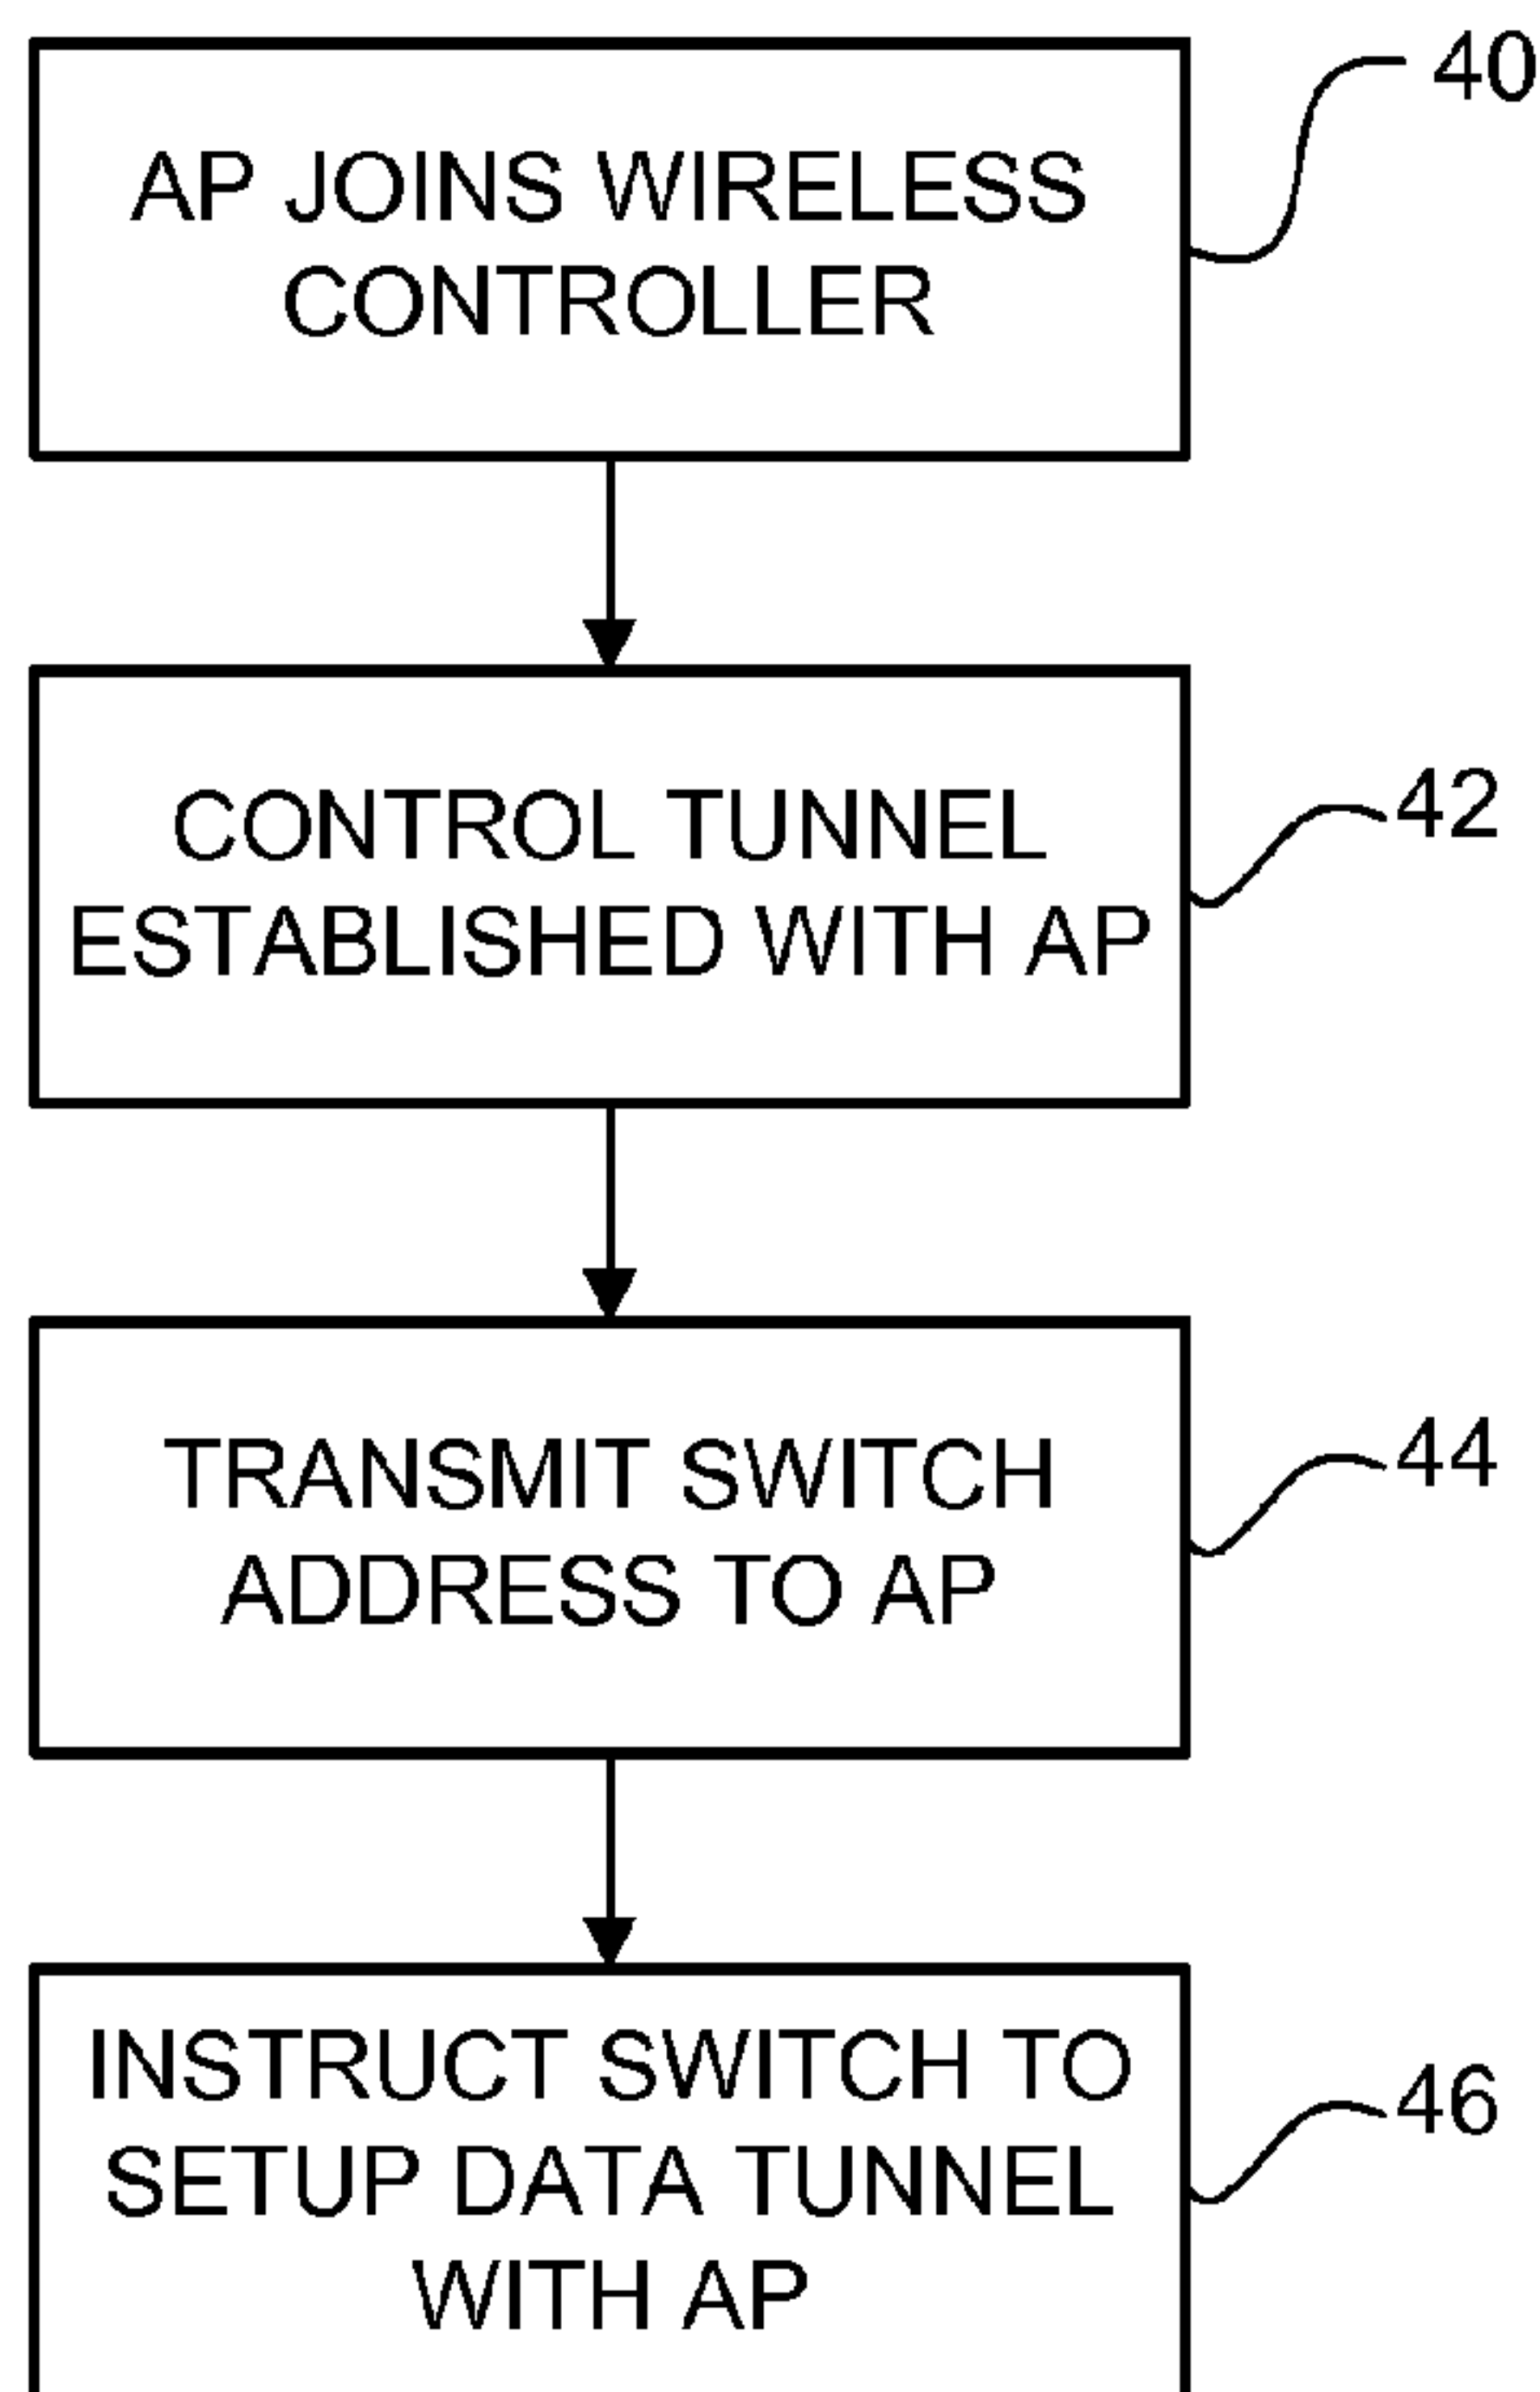 AP JOINS WIRELESS
CONTROLLER
40
CONTROL TUNNEL
ESTABLISHED WITH AP
42
TRANSMIT SWITCH
ADDRESS TO AP
44
INSTRUCT SWITCH TO
SETUP DATA TUNNEL
WITH AP
46